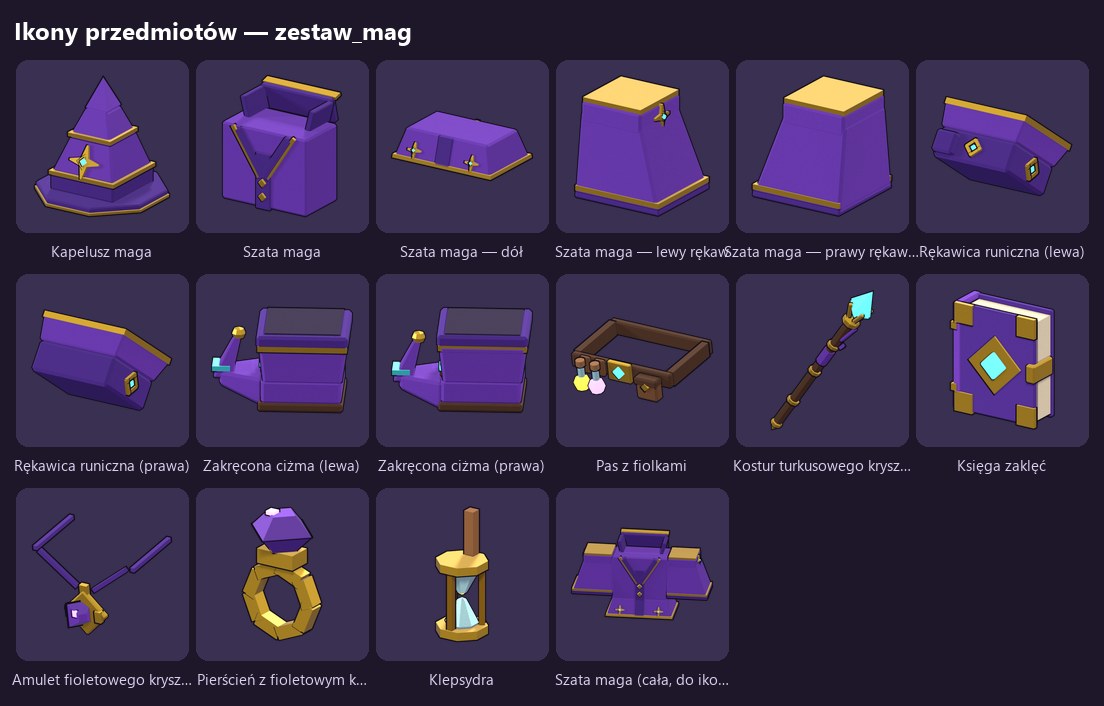 Ikony przedmiotów — zestaw_mag
Kapelusz maga
Szata maga
Szata maga — dół
Szata maga — lewy rękaw
Szata maga — prawy rękaw...
Rękawica runiczna (lewa)
Rękawica runiczna (prawa)
Zakręcona ciżma (lewa)
Zakręcona ciżma (prawa)
Pas z fiolkami
Kostur turkusowego krysz...
Księga zaklęć
Amulet fioletowego krysz...
Pierścień z fioletowym k...
Klepsydra
Szata maga (cała, do iko...